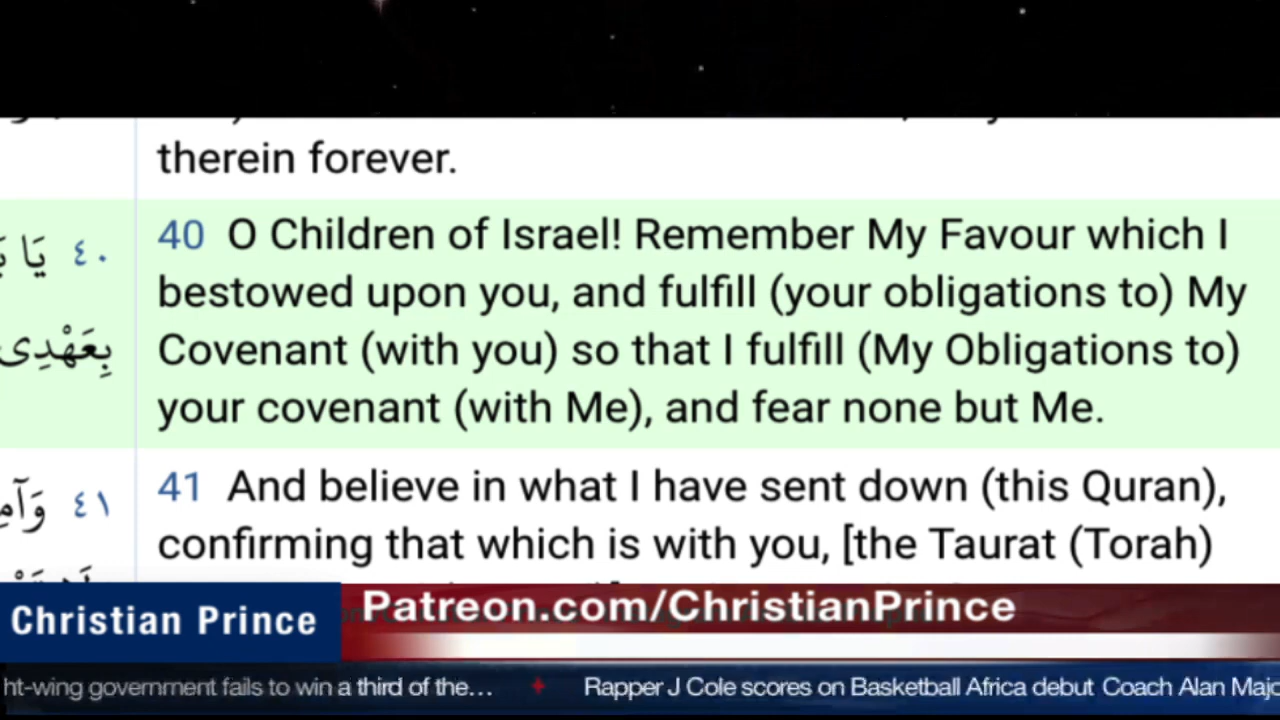 therein forever.
٤٠ يَا
40 O Children of Israel! Remember My Favour which I
bestowed upon you, and fulfill (your obligations to) My
بِعَهْدِي
Covenant (with you) so that I fulfill (My Obligations to)
your covenant (with Me), and fear none but Me.
٤١
41 And believe in what I have sent down (this Quran),
confirming that which is with you, [the Taurat (Torah)
Christian Prince
Patreon.com/ChristianPrince
ht-wing government fails to win a third of the... Rapper J Cole scores on Basketball Africa debut Coach Alan Majo